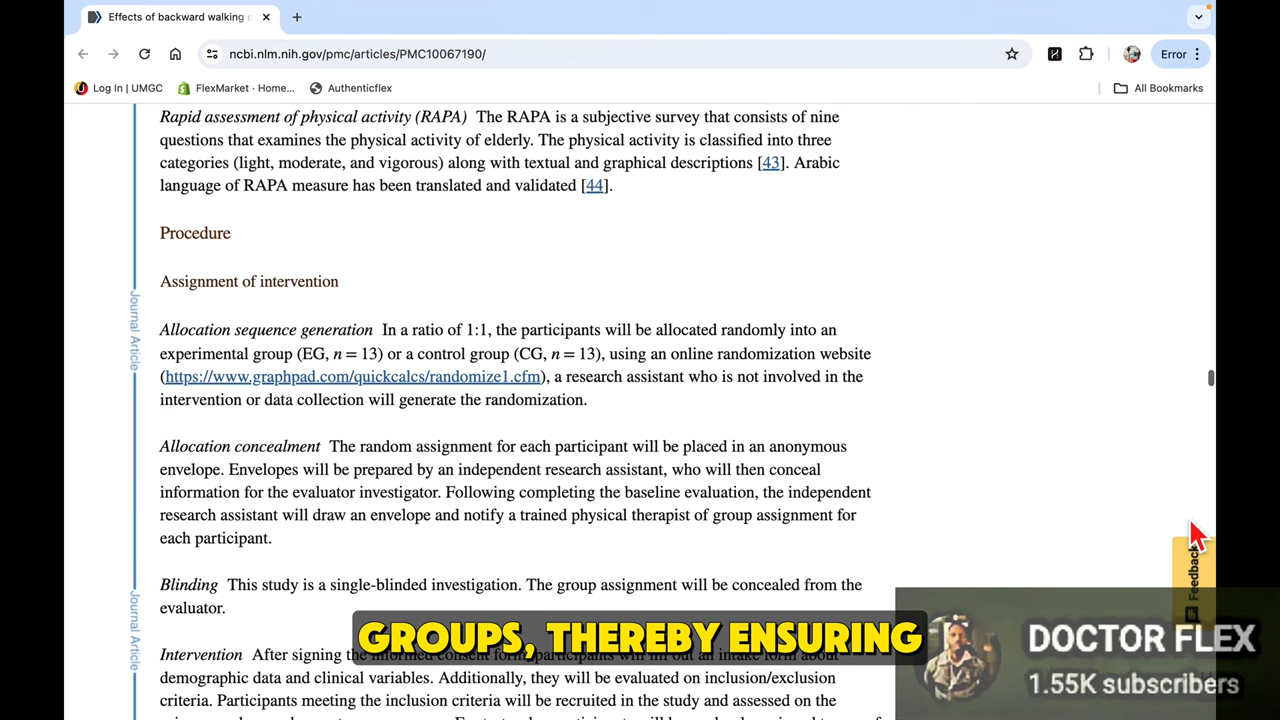 Effects of backward walking
Error
ncbi.nlm.nih.gov/pmc/articles/PMC10067190/
Log In | UMGC
FlexMarket - Home...
Authenticflex
All Bookmarks
Rapid assessment of physical activity (RAPA) The RAPA is a subjective survey that consists of nine
questions that examines the physical activity of elderly. The physical activity is classified into three
categories (light, moderate, and vigorous) along with textual and graphical descriptions [43]. Arabic
language of RAPA measure has been translated and validated [44].
Procedure
Assignment of intervention
Journal Article
Allocation sequence generation In a ratio of 1:1, the participants will be allocated randomly into an
experimental group (EG, n = 13) or a control group (CG, n = 13), using an online randomization website
(https://www.graphpad.com/quickcalcs/randomize1.cfm), a research assistant who is not involved in the
intervention or data collection will generate the randomization.
Allocation concealment The random assignment for each participant will be placed in an anonymous
envelope. Envelopes will be prepared by an independent research assistant, who will then conceal
information for the evaluator investigator. Following completing the baseline evaluation, the independent
research assistant will draw an envelope and notify a trained physical therapist of group assignment for
each participant.
Feedback
Journal Article
Blinding This study is a single-blinded investigation. The group assignment will be concealed from the
evaluator.
GROUPS, THEREBY ENSURING
DOCTOR FLEX
1.55K subscribers
Intervention After signing the informed consent form, participants will fill out an intake form about
demographic data and clinical variables. Additionally, they will be evaluated on inclusion/exclusion
criteria. Participants meeting the inclusion criteria will be recruited in the study and assessed on the